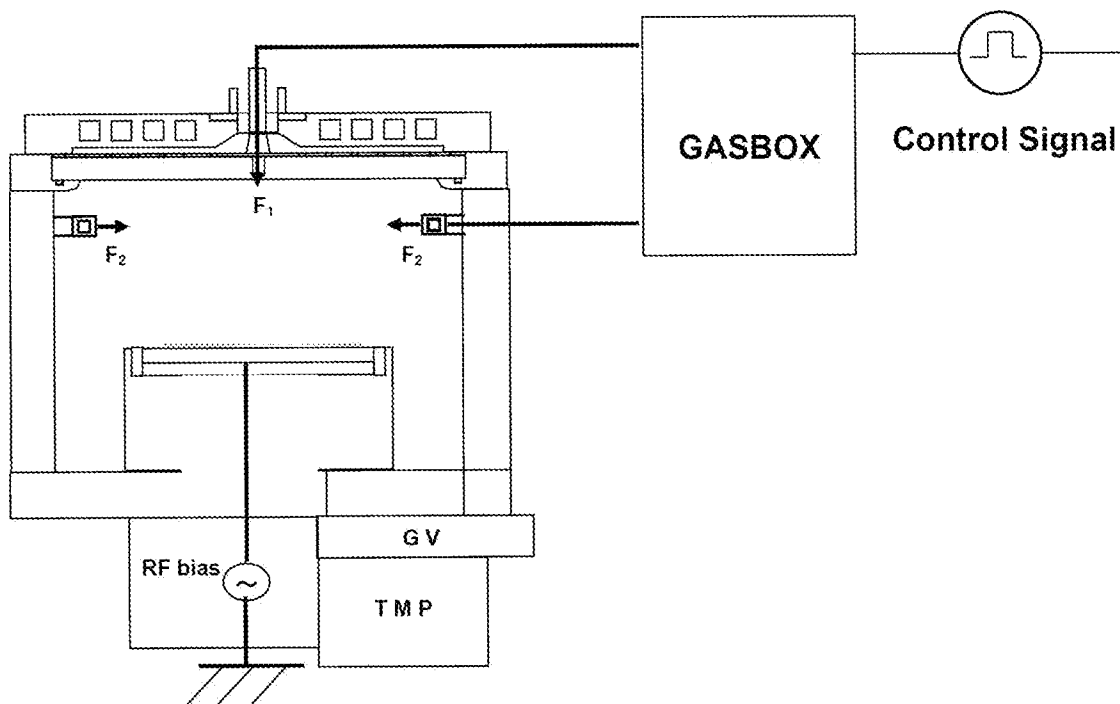 GASBOX
Control Signal
F₁
F₂
F₂
G V
RF bias
T M P